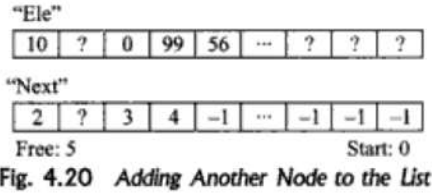 “Ele”
10 ? 0 99 56 ... ? ? ?
“Next”
2 ? 3 4 –1 ... –1 –1 –1
Free: 5 Start: 0
Fig. 4.20 Adding Another Node to the List